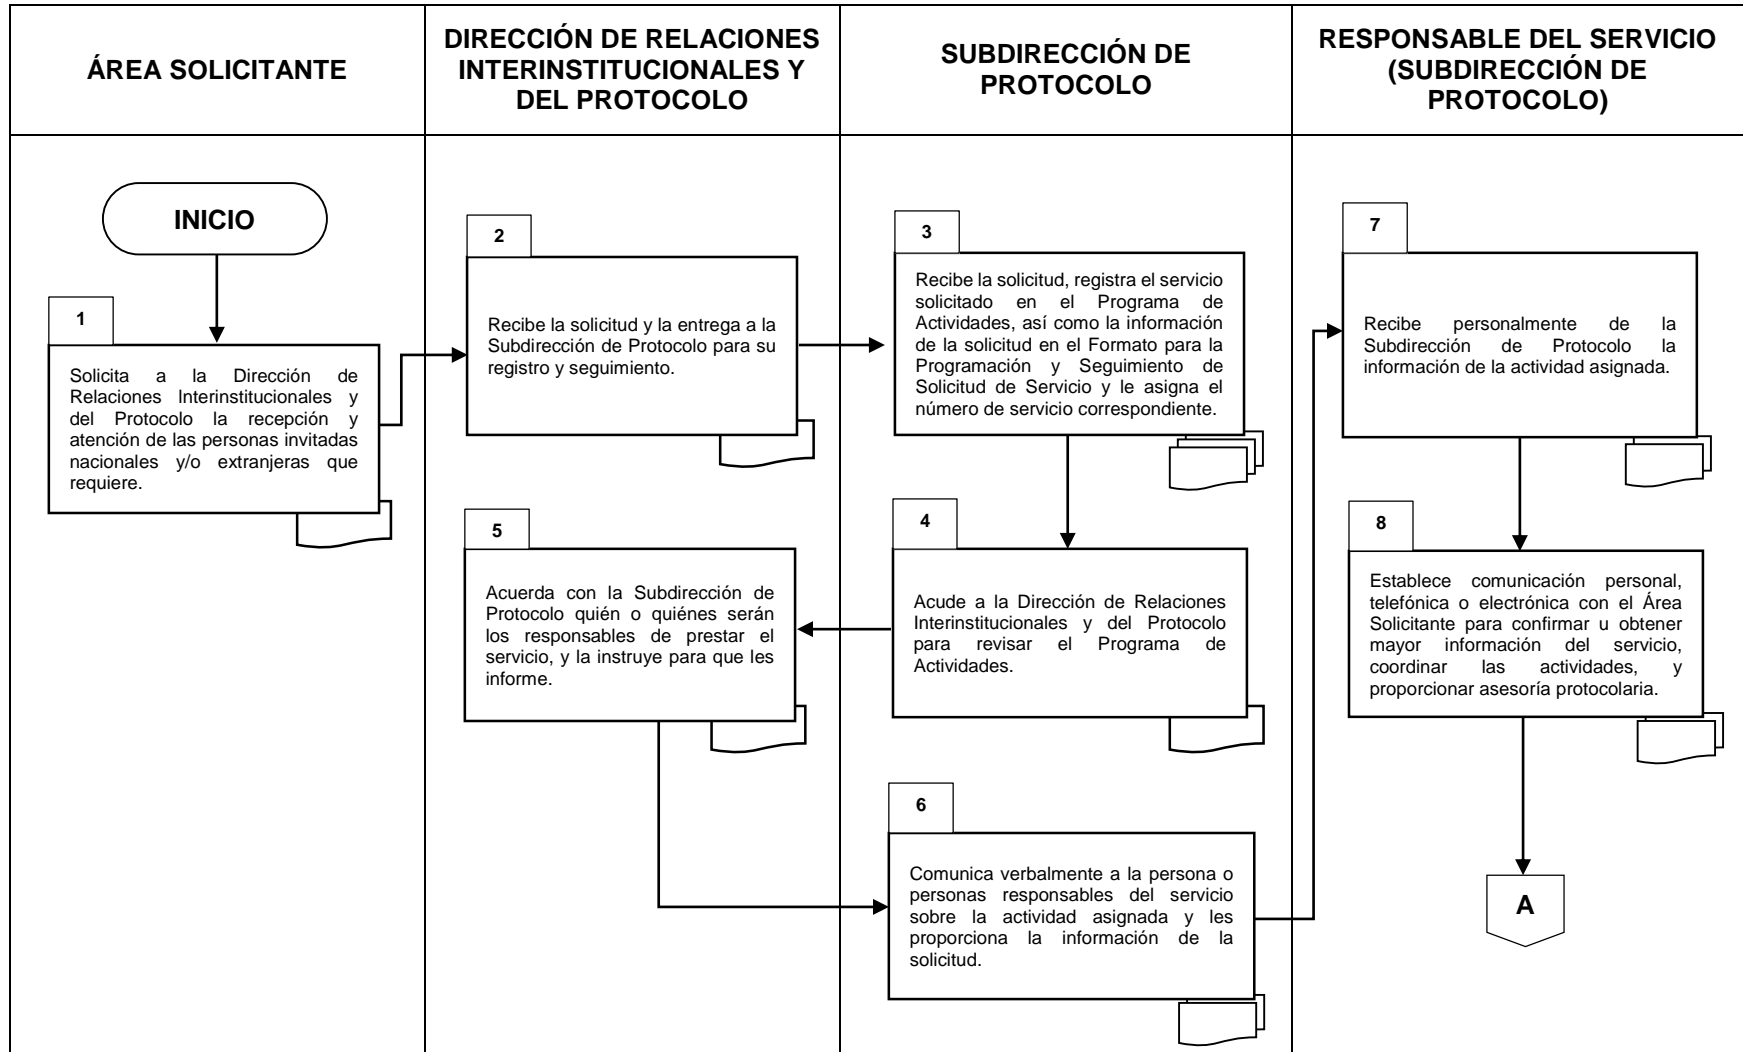 ÁREA SOLICITANTE
DIRECCIÓN DE RELACIONES
INTERINSTITUCIONALES Y
DEL PROTOCOLO
SUBDIRECCIÓN DE
PROTOCOLO
RESPONSABLE DEL SERVICIO
(SUBDIRECCIÓN DE
PROTOCOLO)
INICIO
1
Solicita a la Dirección de
Relaciones Interinstitucionales y
del Protocolo la recepción y
atención de las personas invitadas
nacionales y/o extranjeras que
requiere.
2
Recibe la solicitud y la entrega a la
Subdirección de Protocolo para su
registro y seguimiento.
3
Recibe la solicitud, registra el servicio
solicitado en el Programa de
Actividades, así como la información
de la solicitud en el Formato para la
Programación y Seguimiento de
Solicitud de Servicio y le asigna el
número de servicio correspondiente.
4
Acude a la Dirección de Relaciones
Interinstitucionales y del Protocolo
para revisar el Programa de
Actividades.
5
Acuerda con la Subdirección de
Protocolo quién o quiénes serán
los responsables de prestar el
servicio, y la instruye para que les
informe.
6
Comunica verbalmente a la persona o
personas responsables del servicio
sobre la actividad asignada y les
proporciona la información de la
solicitud.
7
Recibe personalmente de la
Subdirección de Protocolo la
información de la actividad asignada.
8
Establece comunicación personal,
telefónica o electrónica con el Área
Solicitante para confirmar u obtener
mayor información del servicio,
coordinar las actividades, y
proporcionar asesoría protocolaria.
A